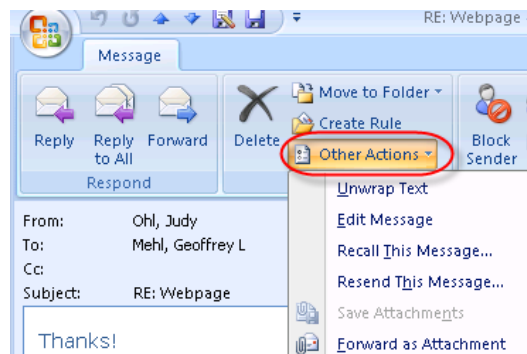 RE: Webpage
Message
Reply
Reply to All
Forward
Respond
Delete
Move to Folder
Create Rule
Other Actions
Block Sender
Unwrap Text
Edit Message
Recall This Message...
Resend This Message...
Save Attachments
Forward as Attachment
From: Ohl, Judy
To: Mehl, Geoffrey L
Cc:
Subject: RE: Webpage
Thanks!